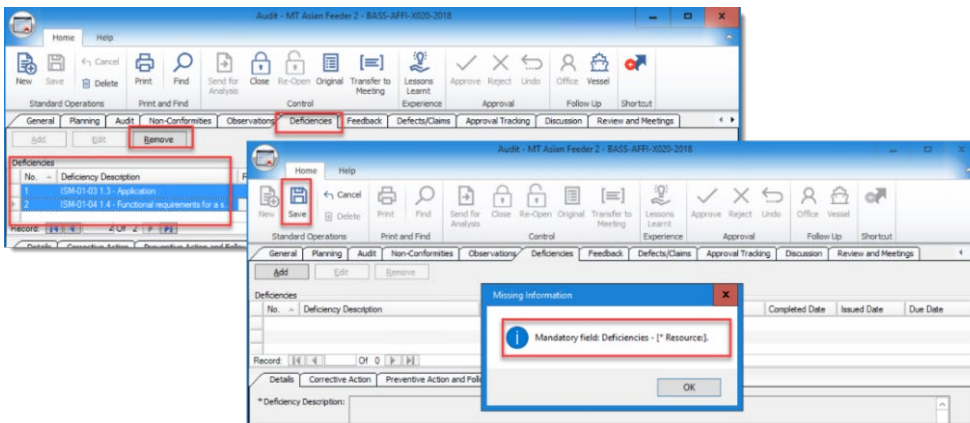 Audit - MT Asian Feeder 2 - BASS-AFFI-X020-2018
Home Help
New Save Cancel Delete Print Find Send for Analysis Close Re-Open Original Transfer to Meeting Lessons Learnt Approve Reject Undo Office Vessel
Standard Operations Print and Find Control Experience Approval Follow Up Shortcut
General Planning Audit Non-Conformities Observations Deficiencies Feedback Defects/Claims Approval Tracking Discussion Review and Meetings
Add Edit Remove
Deficiencies
No. Deficiency Description
1 ISM-01-03 1.3 - Application
2 ISM-01-04 1.4 - Functional requirements for a s...
Record: 2 Of 2
Details Corrective Action Preventive Action and Follow
Audit - MT Asian Feeder 2 - BASS-AFFI-X020-2018
Home Help
New Save Cancel Delete Print Find Send for Analysis Close Re-Open Original Transfer to Meeting Lessons Learnt Approve Reject Undo Office Vessel
Standard Operations Print and Find Control Experience Approval Follow Up Shortcut
General Planning Audit Non-Conformities Observations Deficiencies Feedback Defects/Claims Approval Tracking Discussion Review and Meetings
Add Edit Remove
Deficiencies
No. Deficiency Description Completed Date Issued Date Due Date
Missing Information
Mandatory field: Deficiencies - [* Resource:].
OK
Record: Of 0
Details Corrective Action Preventive Action and Foll
* Deficiency Description: